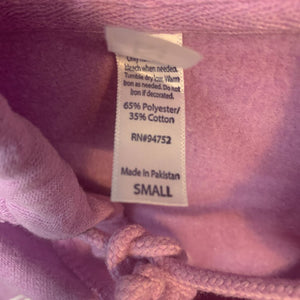 Only
bleach when needed.
Tumble dry low. Warm
iron as needed. Do not
iron if decorated.
65% Polyester/
35% Cotton
RN#94752
Made In Pakistan
SMALL